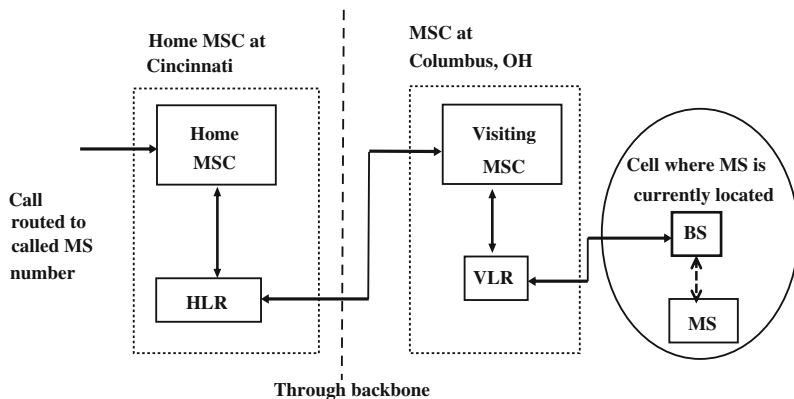 Home MSC at
Cincinnati
MSC at
Columbus, OH
Home
MSC
Visiting
MSC
Cell where MS is
currently located
Call
routed to
called MS
number
BS
HLR
VLR
MS
Through backbone